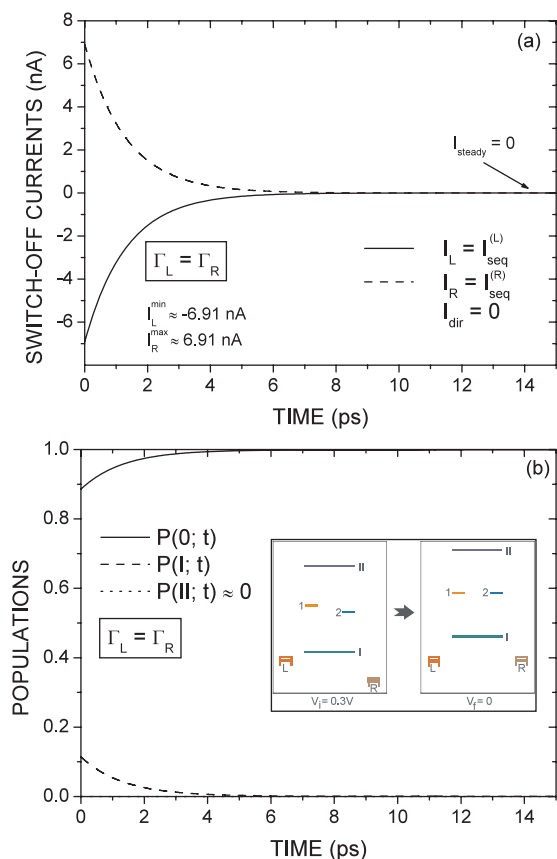 (a)
SWITCH-OFF CURRENTS (nA)
8
6
4
2
0
-2
-4
-6
I_steady = 0
Γ_L = Γ_R
I_L^min ≈ -6.91 nA
I_R^max ≈ 6.91 nA
I_L = I_seq^(L)
I_R = I_seq^(R)
I_dir = 0
0 2 4 6 8 10 12 14
TIME (ps)
(b)
POPULATIONS
1.0
0.8
0.6
0.4
0.2
0.0
P(0; t)
P(I; t)
P(II; t) ≈ 0
Γ_L = Γ_R
II
1
2
I
L
R
V_i = 0.3V
II
1
2
I
L
R
V_f = 0
0 2 4 6 8 10 12 14
TIME (ps)